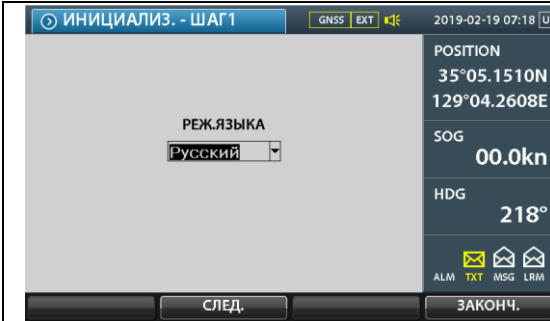 ИНИЦИАЛИЗ. - ШАГ1
GNSS EXT
2019-02-19 07:18 U
РЕЖ.ЯЗЫКА
Русский
POSITION
35°05.1510N
129°04.2608E
SOG
00.0kn
HDG
218°
ALM TXT MSG LRM
СЛЕД.
ЗАКОНЧ.